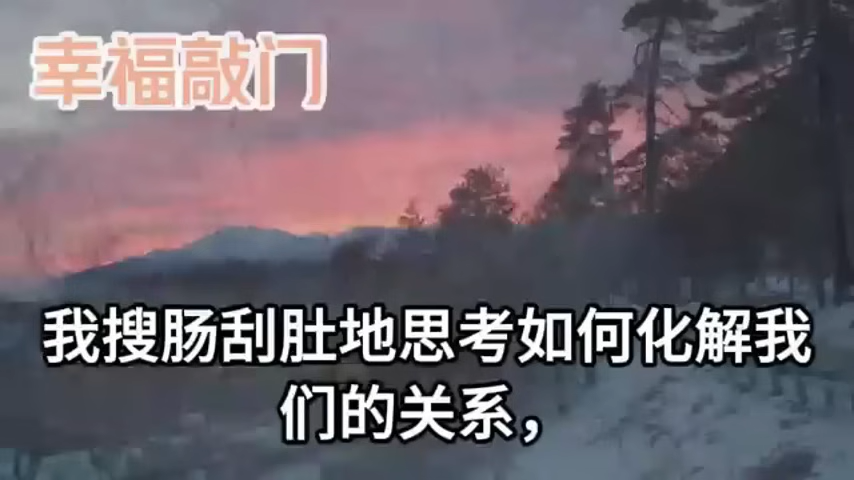 幸福敲门
我搜肠刮肚地思考如何化解我
们的关系，